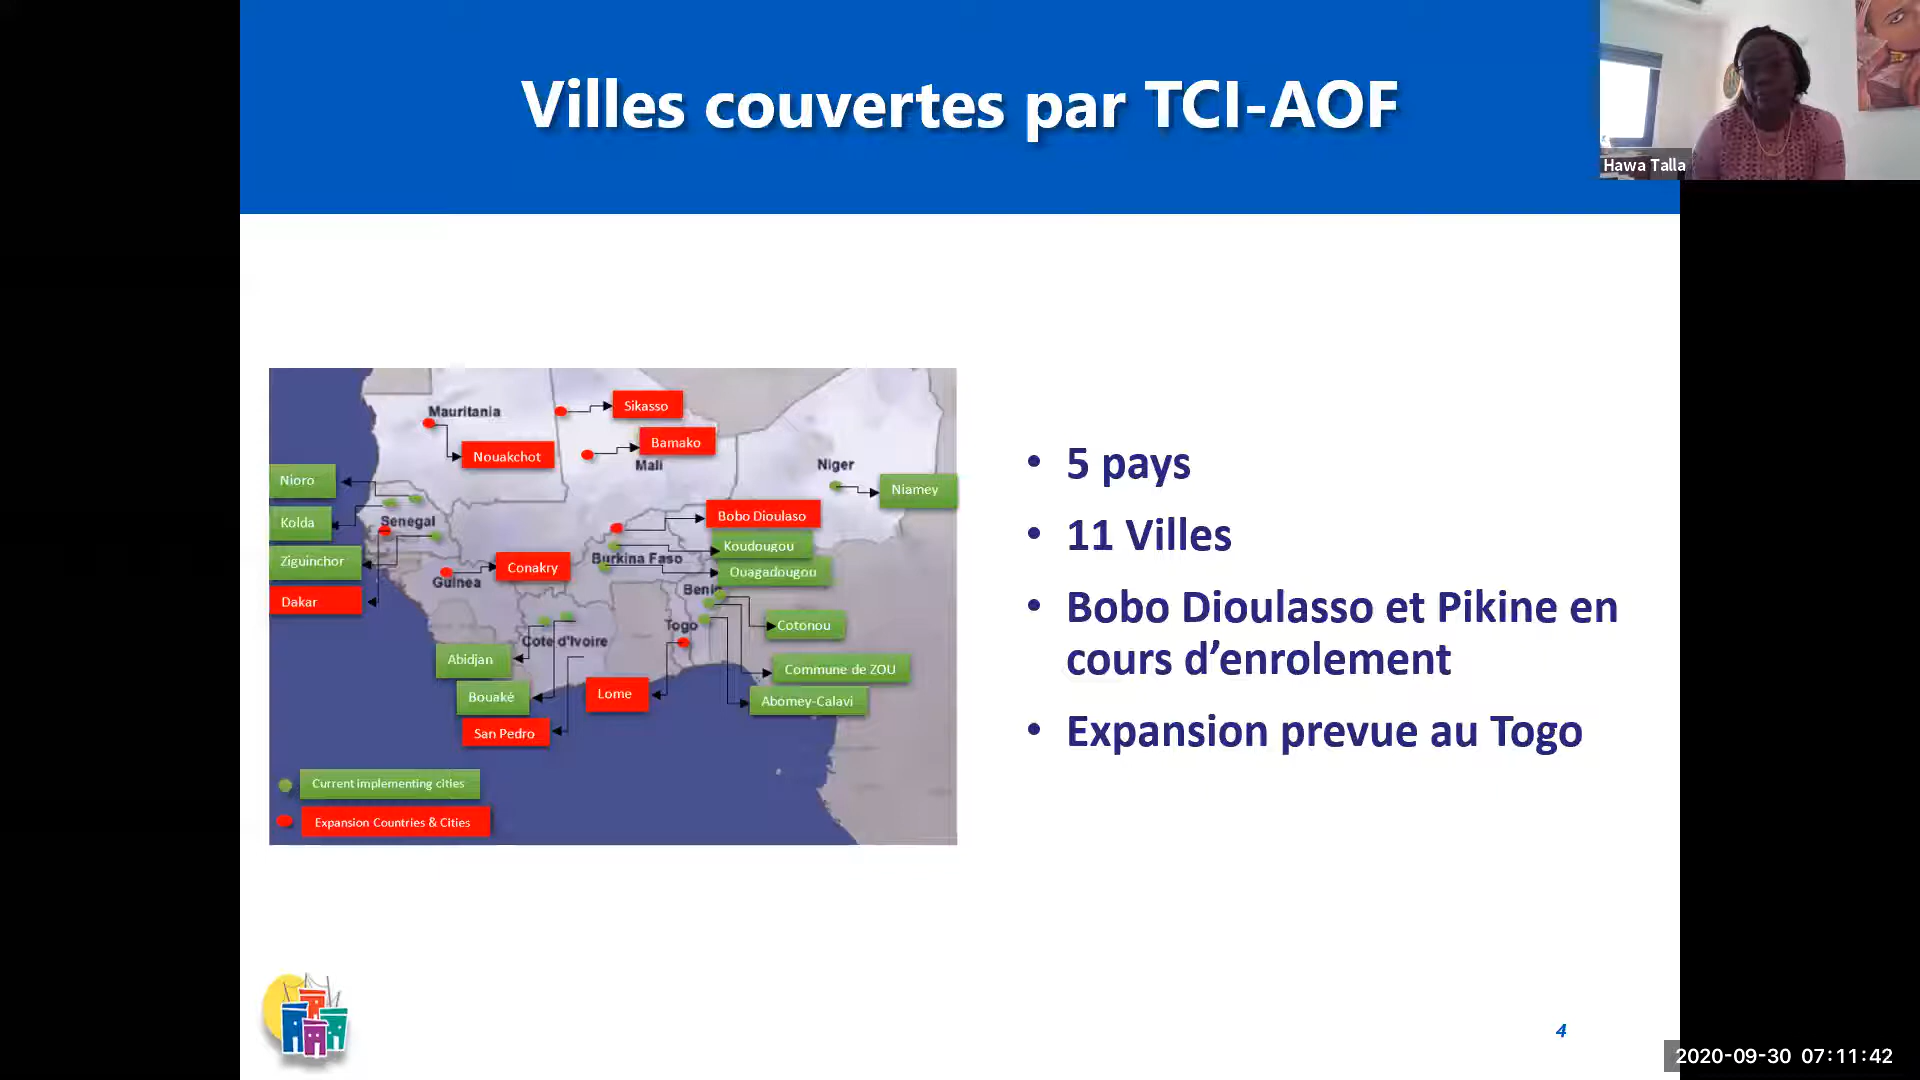 Villes couvertes par TCI-AOF
Hawa Talla
Mauritania
Sikasso
Nouakchot
Bamako
Mali
Niger
Niamey
Nioro
Kolda
Senegal
Ziguinchor
Dakar
Guinea
Conakry
Bobo Dioulaso
Koudougou
Burkina Faso
Ouagadougou
Benin
Cotonou
Togo
Cote d'Ivoire
Abidjan
Commune de ZOU
Bouaké
Lome
Abomey-Calavi
San Pedro
Current implementing cities
Expansion Countries & Cities
• 5 pays
• 11 Villes
• Bobo Dioulasso et Pikine en
cours d’enrolement
• Expansion prevue au Togo
4
2020-09-30 07:11:42